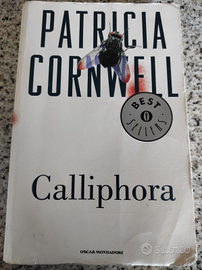 PATRICIA
CORNWELL
BEST
SELLERS
Calliphora
OSCAR MONDADORI